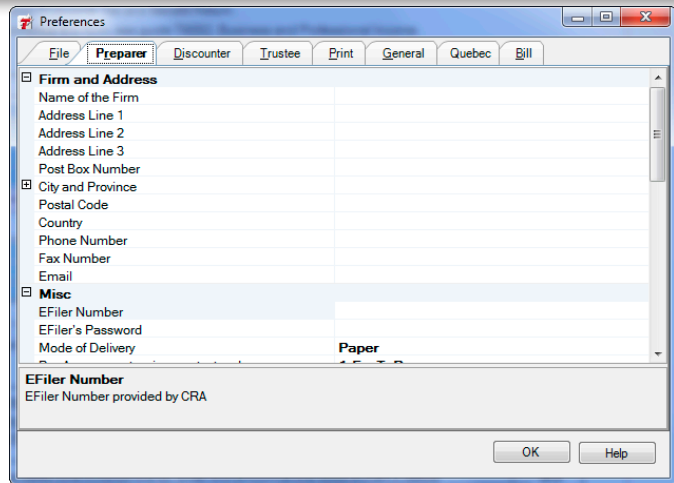 Preferences
File Preparer Discounter Trustee Print General Quebec Bill
Firm and Address
Name of the Firm
Address Line 1
Address Line 2
Address Line 3
Post Box Number
City and Province
Postal Code
Country
Phone Number
Fax Number
Email
Misc
EFiler Number
EFiler's Password
Mode of Delivery Paper
EFiler Number
EFiler Number provided by CRA
OK Help